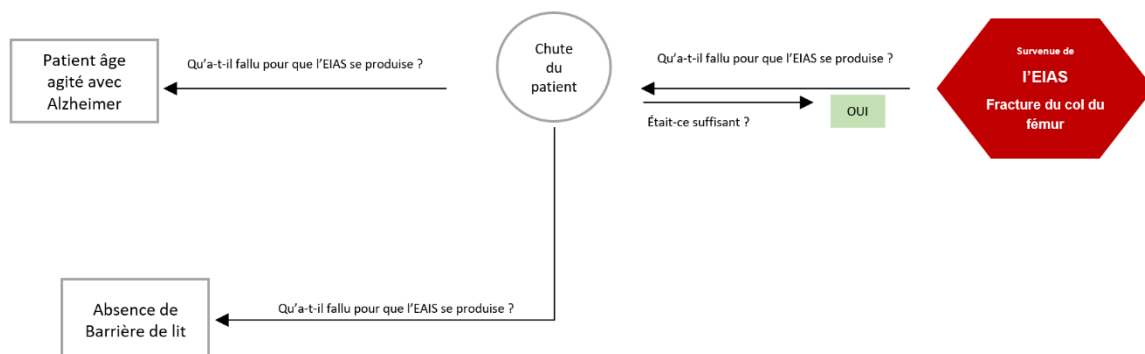 Patient âge
agité avec
Alzheimer
Qu'a-t-il fallu pour que l'EIAS se produise ?
Chute
du
patient
Qu'a-t-il fallu pour que l'EIAS se produise ?
Était-ce suffisant ?
OUI
Survenue de
l'EIAS
Fracture du col du
fémur
Absence de
Barrière de lit
Qu'a-t-il fallu pour que l'EAIS se produise ?